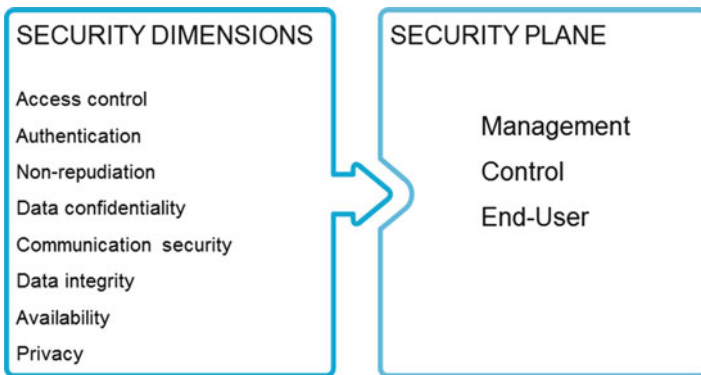 SECURITY DIMENSIONS
Access control
Authentication
Non-repudiation
Data confidentiality
Communication security
Data integrity
Availability
Privacy
SECURITY PLANE
Management
Control
End-User